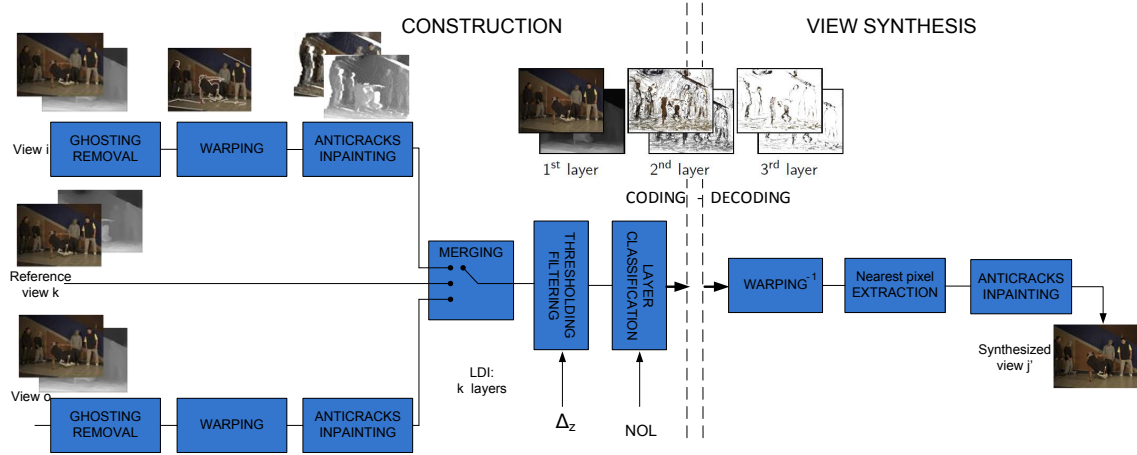 CONSTRUCTION
VIEW SYNTHESIS
View i
GHOSTING
REMOVAL
WARPING
ANTICRACKS
INPAINTING
1st layer
2nd layer
3rd layer
CODING - DECODING
Reference
view k
MERGING
THRESHOLDING
FILTERING
LAYER
CLASSIFICATION
WARPING-1
Nearest pixel
EXTRACTION
ANTICRACKS
INPAINTING
Synthesized
view j'
LDI:
k layers
View o
GHOSTING
REMOVAL
WARPING
ANTICRACKS
INPAINTING
Δz
NOL